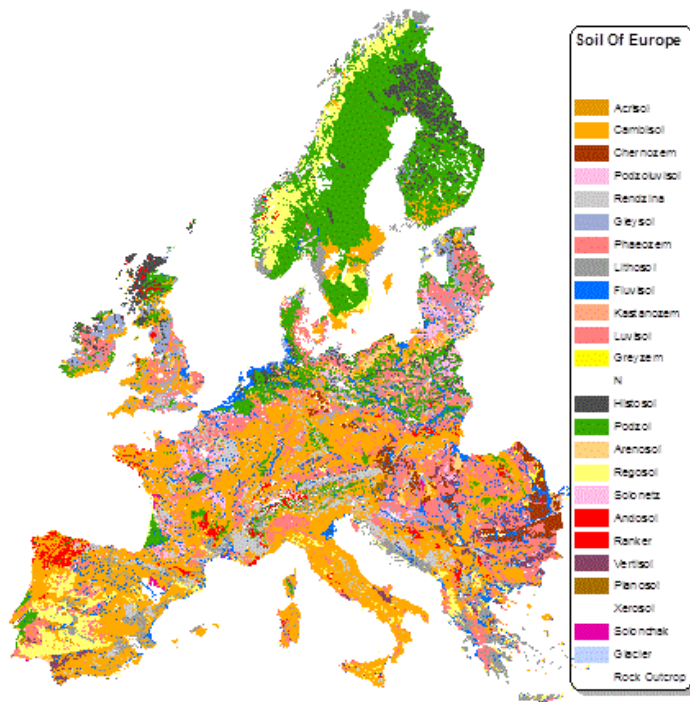 Soil Of Europe
Acrisol
Cambisol
Chernozem
Podzoluvisol
Rendzina
Gleysol
Phaeozem
Lithosol
Fluvisol
Kastanozem
Luvisol
Greyzem
N
Histosol
Podzol
Arenosol
Regosol
Solonetz
Andosol
Ranker
Vertisol
Planosol
Xerosol
Solonchak
Glacier
Rock Outcrop